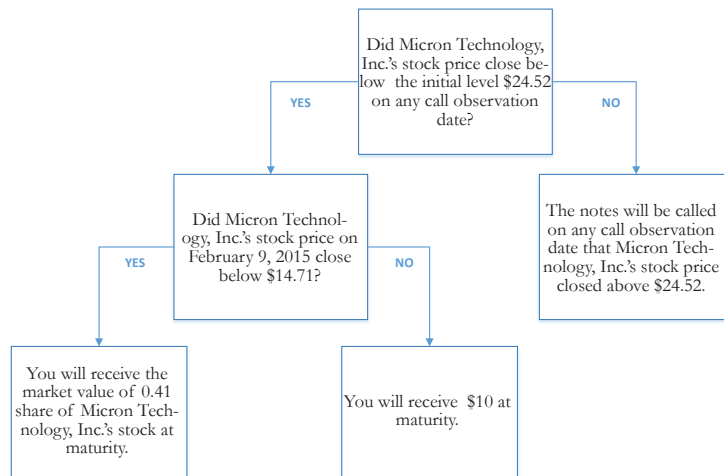 Did Micron Technology,
Inc.'s stock price close be-
low the initial level $24.52
on any call observation
date?
YES
NO
Did Micron Technol-
ogy, Inc.'s stock price on
February 9, 2015 close
below $14.71?
The notes will be called
on any call observation
date that Micron Tech-
nology, Inc.'s stock price
closed above $24.52.
YES
NO
You will receive the
market value of 0.41
share of Micron Tech-
nology, Inc.'s stock at
maturity.
You will receive $10 at
maturity.